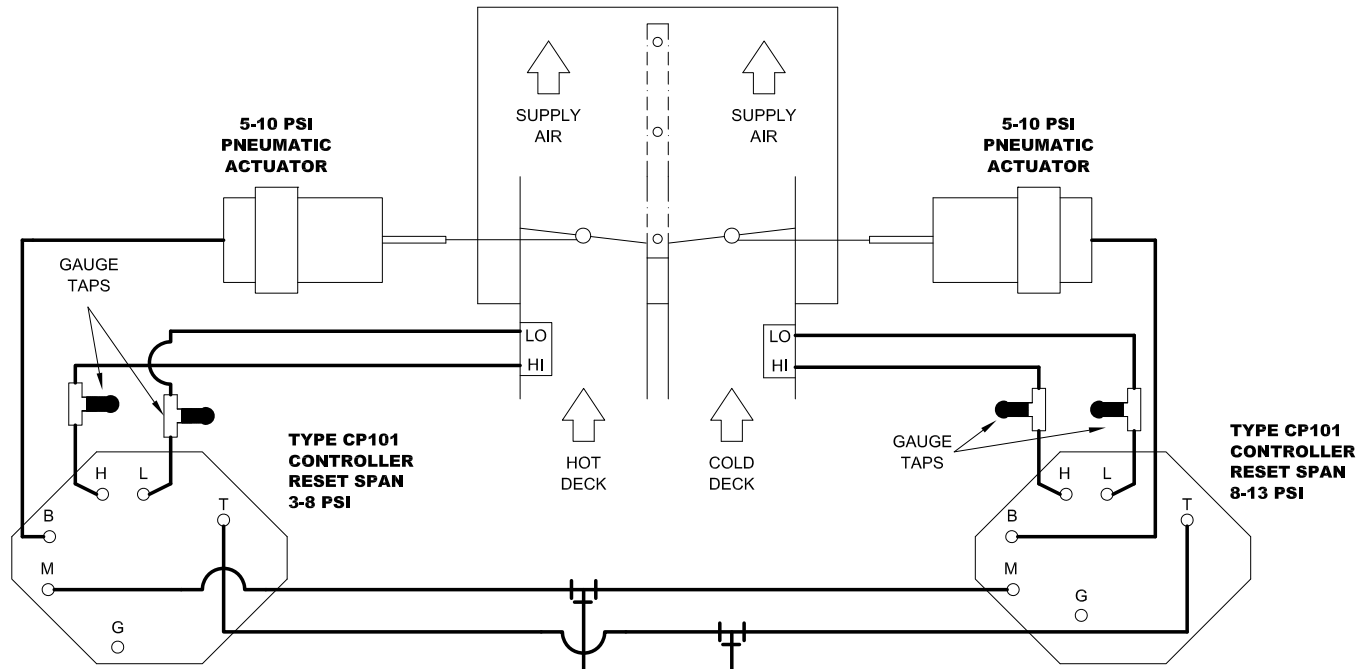 SUPPLY
AIR
SUPPLY
AIR
5-10 PSI
PNEUMATIC
ACTUATOR
5-10 PSI
PNEUMATIC
ACTUATOR
GAUGE
TAPS
LO
HI
LO
HI
TYPE CP101
CONTROLLER
RESET SPAN
3-8 PSI
HOT
DECK
COLD
DECK
GAUGE
TAPS
TYPE CP101
CONTROLLER
RESET SPAN
8-13 PSI
H L
T
B
M
G
H L
T
B
M
G